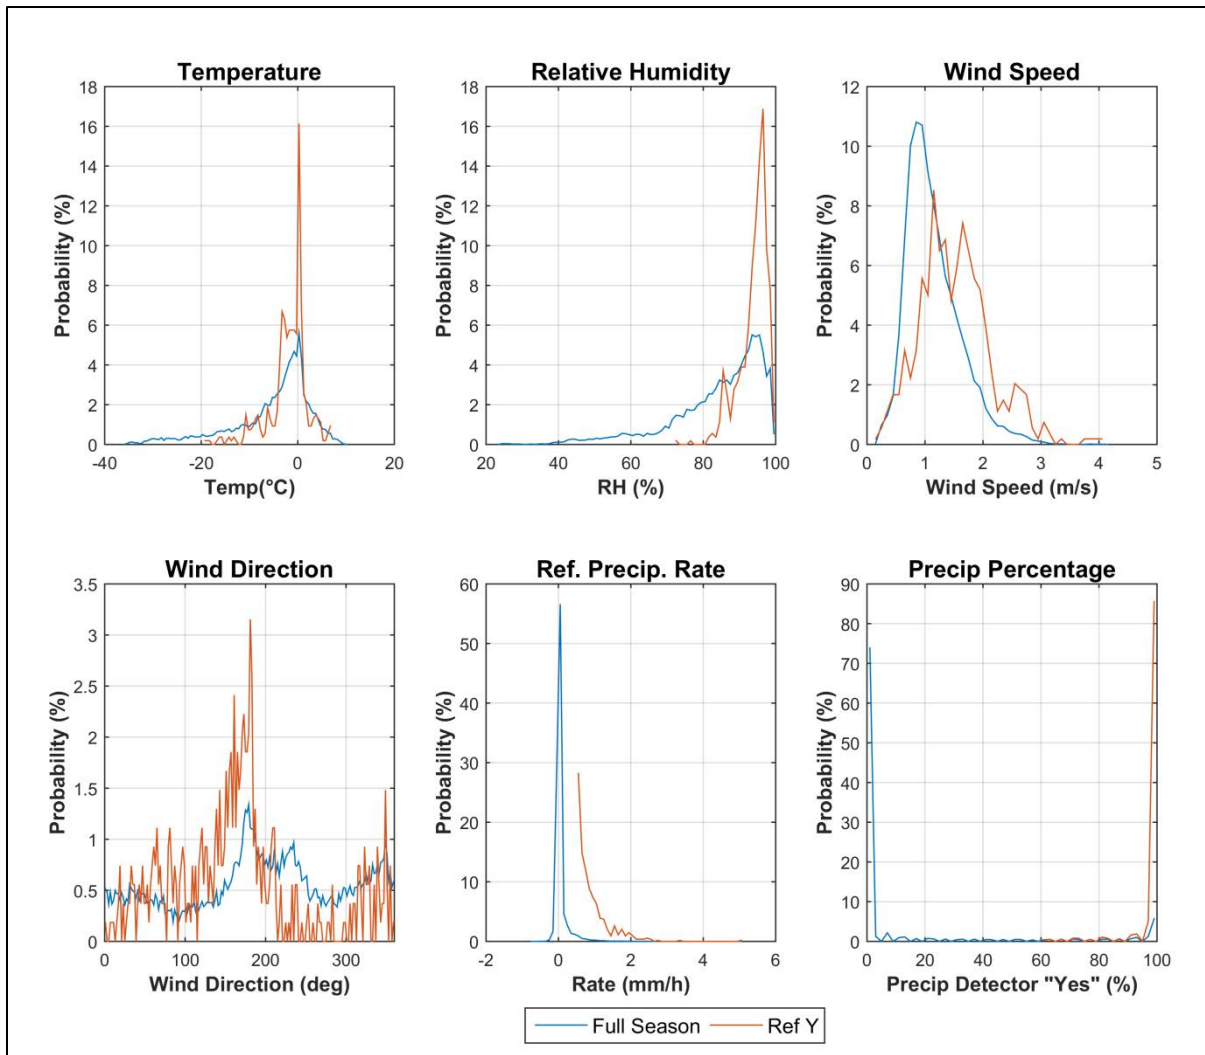 Temperature
18
16
14
12
10
8
6
4
2
0
-40 -20 0 20
Probability (%)
Temp(°C)
Relative Humidity
18
16
14
12
10
8
6
4
2
0
20 40 60 80 100
Probability (%)
RH (%)
Wind Speed
12
10
8
6
4
2
0
0 1 2 3 4 5
Probability (%)
Wind Speed (m/s)
Wind Direction
3.5
3
2.5
2
1.5
1
0.5
0
0 100 200 300
Probability (%)
Wind Direction (deg)
Ref. Precip. Rate
60
50
40
30
20
10
0
-2 0 2 4 6
Probability (%)
Rate (mm/h)
Precip Percentage
90
80
70
60
50
40
30
20
10
0
0 20 40 60 80 100
Probability (%)
Precip Detector "Yes" (%)
Full Season Ref Y